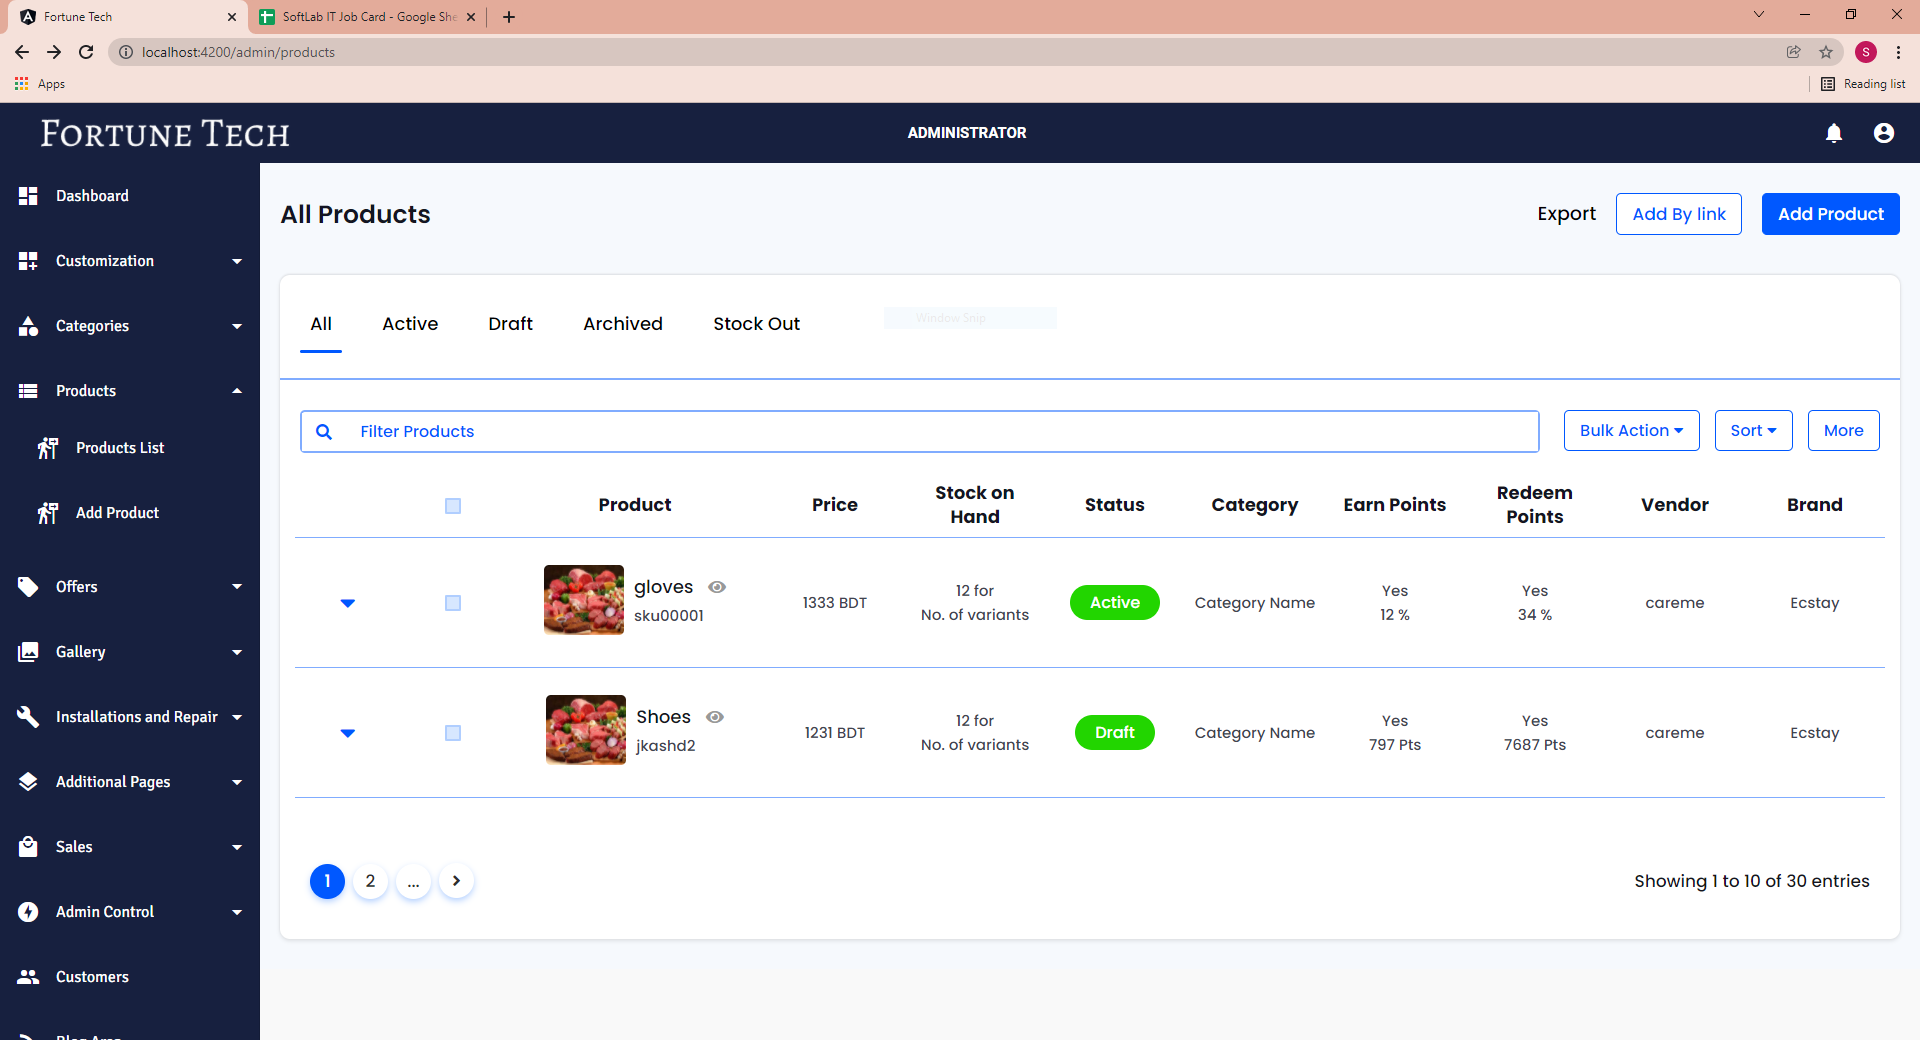 Fortune Tech
SoftLab IT Job Card - Google She
localhost:4200/admin/products
S
Apps
Reading list
FORTUNE TECH
ADMINISTRATOR
Dashboard
Customization
Categories
Products
Products List
Add Product
Offers
Gallery
Installations and Repair
Additional Pages
Sales
Admin Control
Customers
Blog Area
All Products
Export
Add By link
Add Product
All
Active
Draft
Archived
Stock Out
Window Snip
Filter Products
Bulk Action
Sort
More
Product
Price
Stock on
Hand
Status
Category
Earn Points
Redeem
Points
Vendor
Brand
gloves
sku00001
1333 BDT
12 for
No. of variants
Active
Category Name
Yes
12 %
Yes
34 %
careme
Ecstay
Shoes
jkashd2
1231 BDT
12 for
No. of variants
Draft
Category Name
Yes
797 Pts
Yes
7687 Pts
careme
Ecstay
1
2
...
Showing 1 to 10 of 30 entries